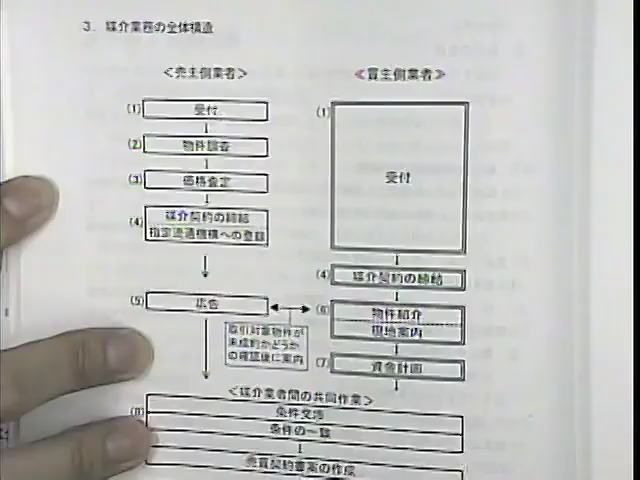 3. 媒介業務の全体構造
＜売主側業者＞
＜買主側業者＞
(1) 受付
(2) 物件調査
(3) 価格査定
(4) 媒介契約の締結
指定流通機構への登録
(5) 広告
取引対象物件が
未成約かどうか
の確認後に案内
(1)
受付
(4) 媒介契約の締結
(6) 物件紹介
現地案内
(7) 資金計画
＜媒介業者間の共同作業＞
(8) 条件交渉
条件の一致
売買契約書案の作成